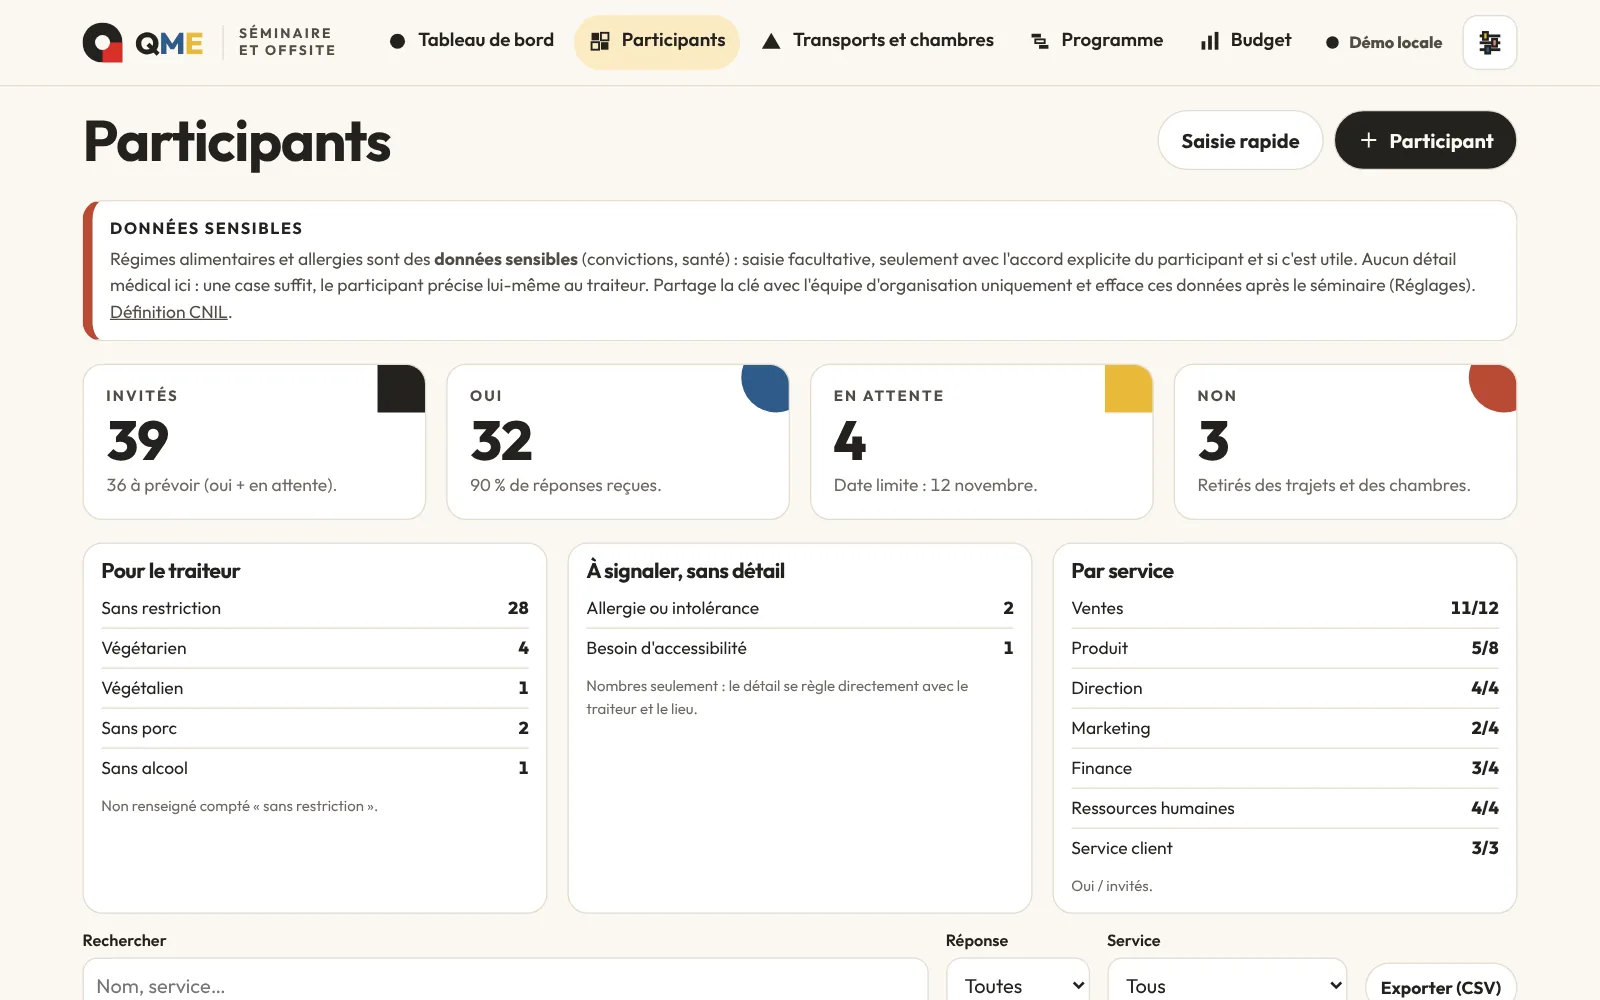 QME
SÉMINAIRE
ET OFFSITE
Tableau de bord
Participants
Transports et chambres
Programme
Budget
Démo locale
Participants
Saisie rapide
+ Participant
DONNÉES SENSIBLES
Régimes alimentaires et allergies sont des données sensibles (convictions, santé) : saisie facultative, seulement avec l'accord explicite du participant et si c'est utile. Aucun détail
médical ici : une case suffit, le participant précise lui-même au traiteur. Partage la clé avec l'équipe d'organisation uniquement et efface ces données après le séminaire (Réglages).
Définition CNIL.
INVITÉS
39
36 à prévoir (oui + en attente).
OUI
32
90 % de réponses reçues.
EN ATTENTE
4
Date limite : 12 novembre.
NON
3
Retirés des trajets et des chambres.
Pour le traiteur
Sans restriction 28
Végétarien 4
Végétalien 1
Sans porc 2
Sans alcool 1
Non renseigné compté « sans restriction ».
À signaler, sans détail
Allergie ou intolérance 2
Besoin d'accessibilité 1
Nombres seulement : le détail se règle directement avec le
traiteur et le lieu.
Par service
Ventes 11/12
Produit 5/8
Direction 4/4
Marketing 2/4
Finance 3/4
Ressources humaines 4/4
Service client 3/3
Oui / invités.
Rechercher
Nom, service...
Réponse
Toutes
Service
Tous
Exporter (CSV)